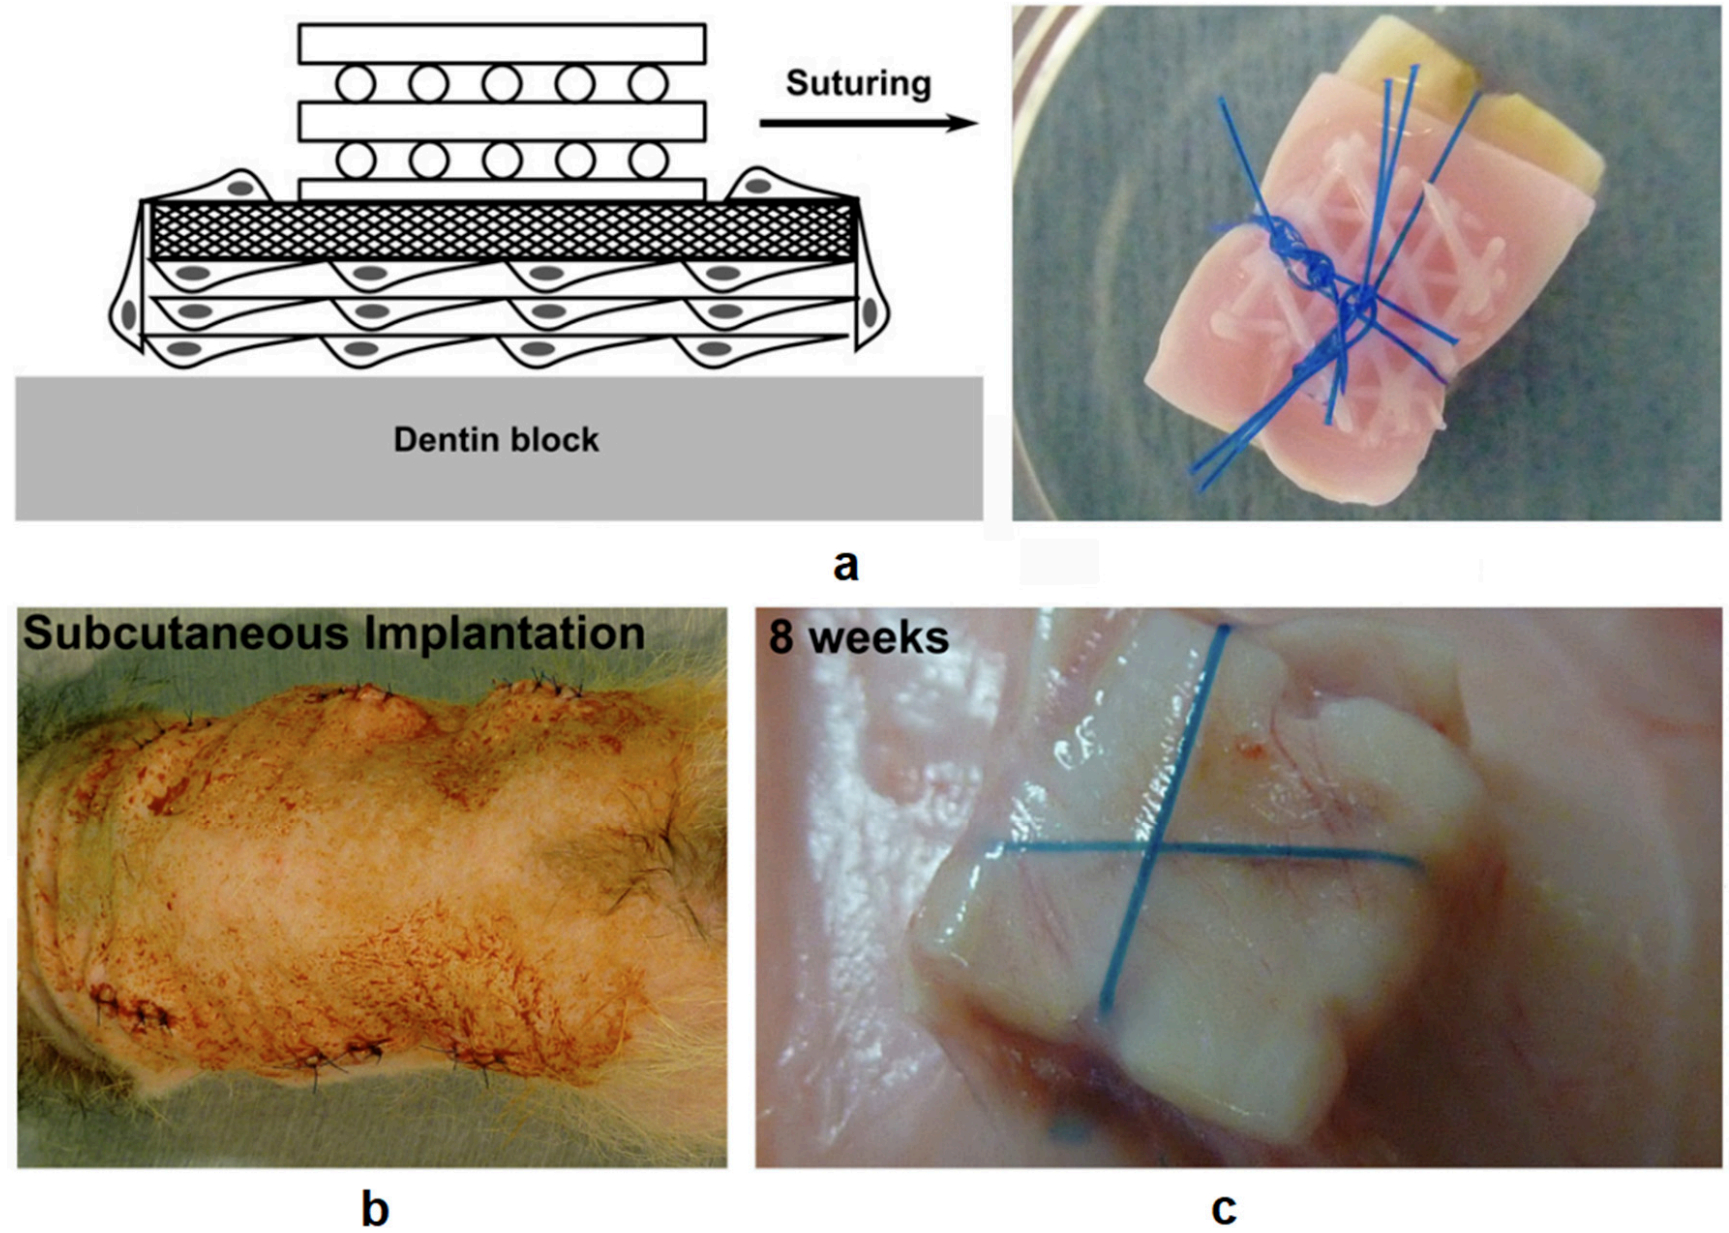 Suturing
Dentin block
a
Subcutaneous Implantation
8 weeks
b
c